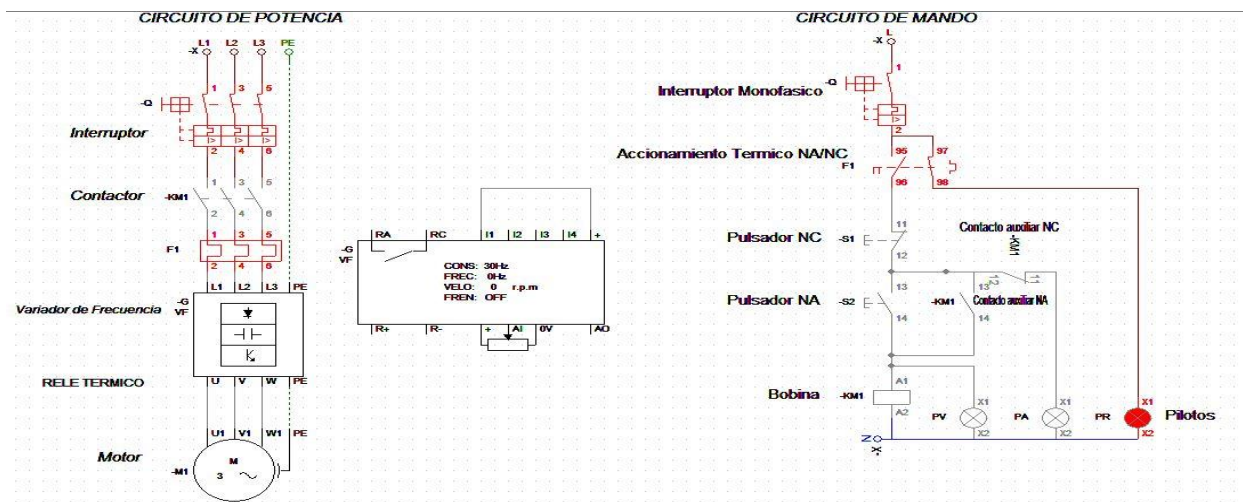 CIRCUITO DE POTENCIA
L1 L2 L3 PE
-X
1 3 5
-Q
Interruptor
2 4 6
Contactor
-KM1
1 3 5
2 4 6
F1
1 3 5
2 4 6
L1 L2 L3 PE
-G
VF
Variador de Frecuencia
RELE TERMICO
U V W PE
U1 V1 W1 PE
Motor
-M1
M
3
RA RC I1 I2 I3 I4 +
-G
VF
CONS: 30Hz
FREC: 0Hz
VELO: 0 r.p.m
FREN: OFF
R+ R- + AI 0V AO
CIRCUITO DE MANDO
L
-X
1
-Q
Interruptor Monofasico
2
Accionamiento Termico NA/NC
F1
95 97
96 98
Pulsador NC
-S1
11
12
Contacto auxiliar NC
-KM1
12 11
Pulsador NA
-S2
13
14
-KM1
13
14
Contacto auxiliar NA
Bobina
-KM1
A1
A2
PV
X1
X2
PA
X1
X2
PR
X1
X2
Pilotos
N
X-